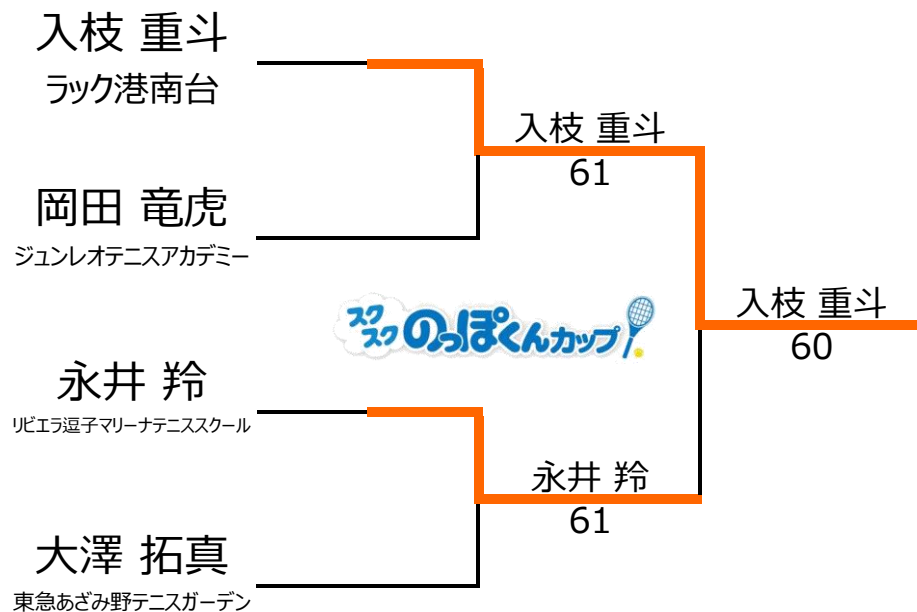 入枝 重斗
ラック港南台
岡田 竜虎
ジュンレオテニスアカデミー
永井 羚
リビエラ逗子マリーナテニススクール
大澤 拓真
東急あざみ野テニスガーデン
入枝 重斗
61
永井 羚
61
入枝 重斗
60
スクスク のっぽくんカップ